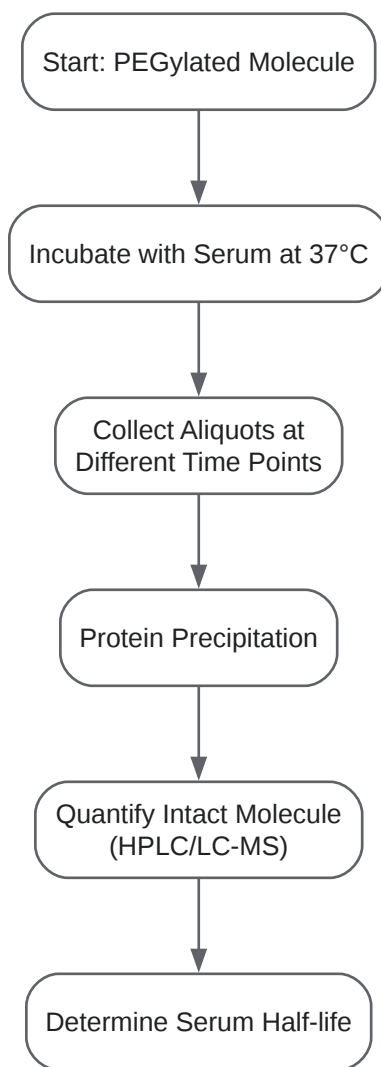 Start: PEGylated Molecule
Incubate with Serum at 37°C
Collect Aliquots at
Different Time Points
Protein Precipitation
Quantify Intact Molecule
(HPLC/LC-MS)
Determine Serum Half-life